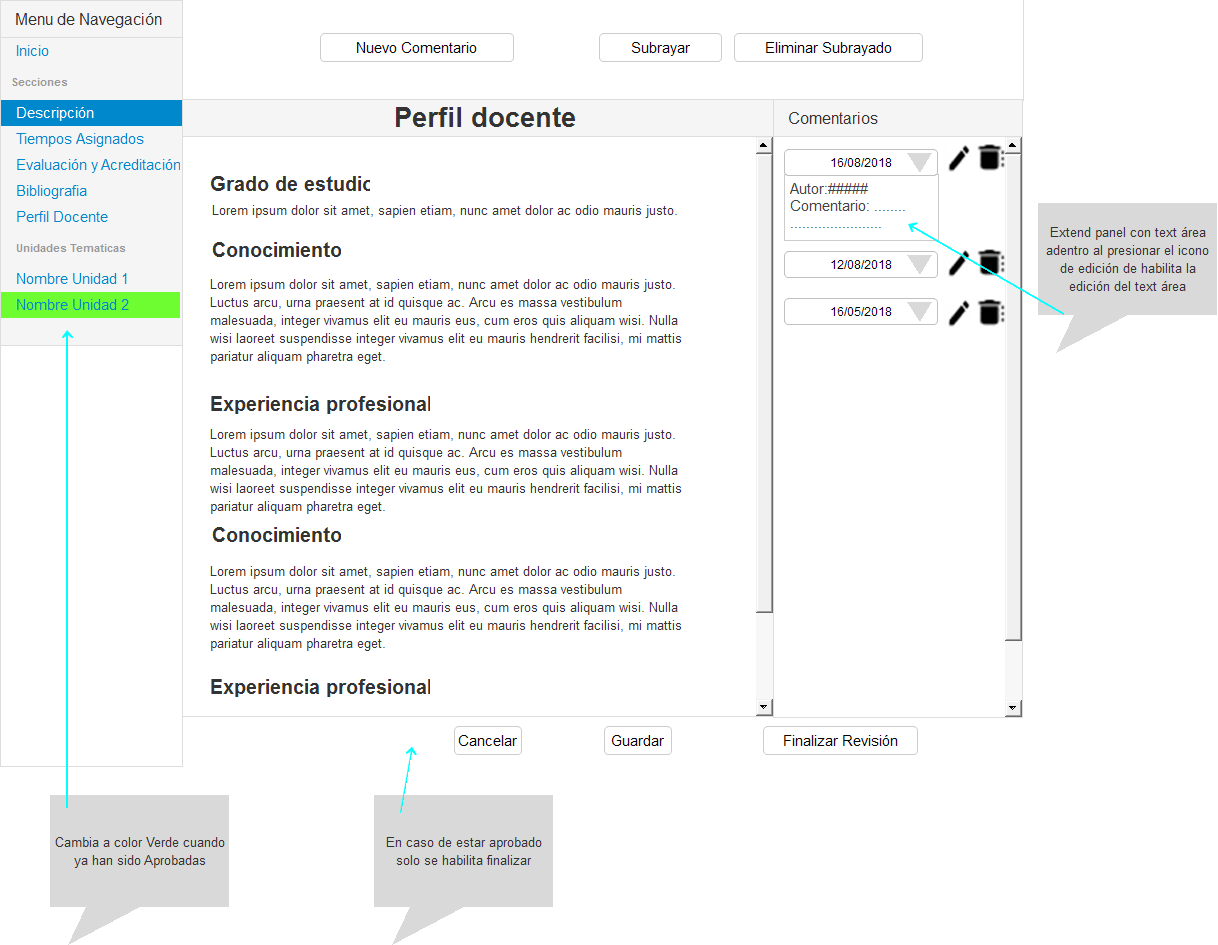 Menu de Navegación
Inicio
Secciones
Descripción
Tiempos Asignados
Evaluación y Acreditación
Bibliografia
Perfil Docente
Unidades Tematicas
Nombre Unidad 1
Nombre Unidad 2
Nuevo Comentario
Subrayar
Eliminar Subrayado
Perfil docente
Grado de estudic
Lorem ipsum dolor sit amet, sapien etiam, nunc amet dolor ac odio mauris justo.
Conocimiento
Lorem ipsum dolor sit amet, sapien etiam, nunc amet dolor ac odio mauris justo.
Luctus arcu, urna praesent at id quisque ac. Arcu es massa vestibulum
malesuada, integer vivamus elit eu mauris eus, cum eros quis aliquam wisi. Nulla
wisi laoreet suspendisse integer vivamus elit eu mauris hendrerit facilisi, mi mattis
pariatur aliquam pharetra eget.
Experiencia profesional
Lorem ipsum dolor sit amet, sapien etiam, nunc amet dolor ac odio mauris justo.
Luctus arcu, urna praesent at id quisque ac. Arcu es massa vestibulum
malesuada, integer vivamus elit eu mauris eus, cum eros quis aliquam wisi. Nulla
wisi laoreet suspendisse integer vivamus elit eu mauris hendrerit facilisi, mi mattis
pariatur aliquam pharetra eget.
Conocimiento
Lorem ipsum dolor sit amet, sapien etiam, nunc amet dolor ac odio mauris justo.
Luctus arcu, urna praesent at id quisque ac. Arcu es massa vestibulum
malesuada, integer vivamus elit eu mauris eus, cum eros quis aliquam wisi. Nulla
wisi laoreet suspendisse integer vivamus elit eu mauris hendrerit facilisi, mi mattis
pariatur aliquam pharetra eget.
Experiencia profesional
Comentarios
16/08/2018
Autor:#####
Comentario: ........
.......................
12/08/2018
16/05/2018
Extend panel con text área
adentro al presionar el icono
de edición de habilita la
edición del text área
Cancelar
Guardar
Finalizar Revisión
Cambia a color Verde cuando
ya han sido Aprobadas
En caso de estar aprobado
solo se habilita finalizar